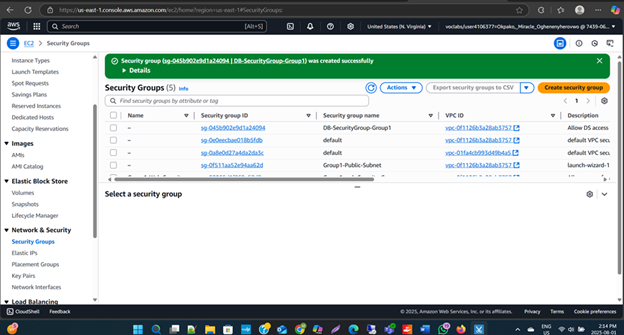 https://us-east-1.console.aws.amazon.com/ec2/home?region=us-east-1#SecurityGroups:
aws Search [Alt+S] United States (N. Virginia) voclabs/user4106377=Okpako,_Miracle_Oghenenyherovwo @ 7439-06...
EC2 > Security Groups
Instance Types
Launch Templates
Spot Requests
Savings Plans
Reserved Instances
Dedicated Hosts
Capacity Reservations
Images
AMIs
AMI Catalog
Elastic Block Store
Volumes
Snapshots
Lifecycle Manager
Network & Security
Security Groups
Elastic IPs
Placement Groups
Key Pairs
Network Interfaces
Load Balancing
Security group (sg-045b902e9d1a24094 | DB-SecurityGroup-Group1) was created successfully
Details
Security Groups (5) Info
Actions Export security groups to CSV Create security group
Find security groups by attribute or tag
1
Name Security group ID Security group name VPC ID Description
– sg-045b902e9d1a24094 DB-SecurityGroup-Group1 vpc-0f1126b3a28ab3757 Allow DS access
– sg-0e0eecbae018b5fdb default vpc-0f1126b3a28ab3757 default VPC secu
– sg-0a8e0d27a4da2da3c default vpc-01fa4cb993d49b4a5 default VPC secu
– sg-0f511aa52e94aa62d Group1-Public-Subnet vpc-0f1126b3a28ab3757 launch-wizard-1
Select a security group
CloudShell Feedback © 2025, Amazon Web Services, Inc. or its affiliates. Privacy Terms Cookie preferences
ENG
US
2:14 PM
2025-06-01